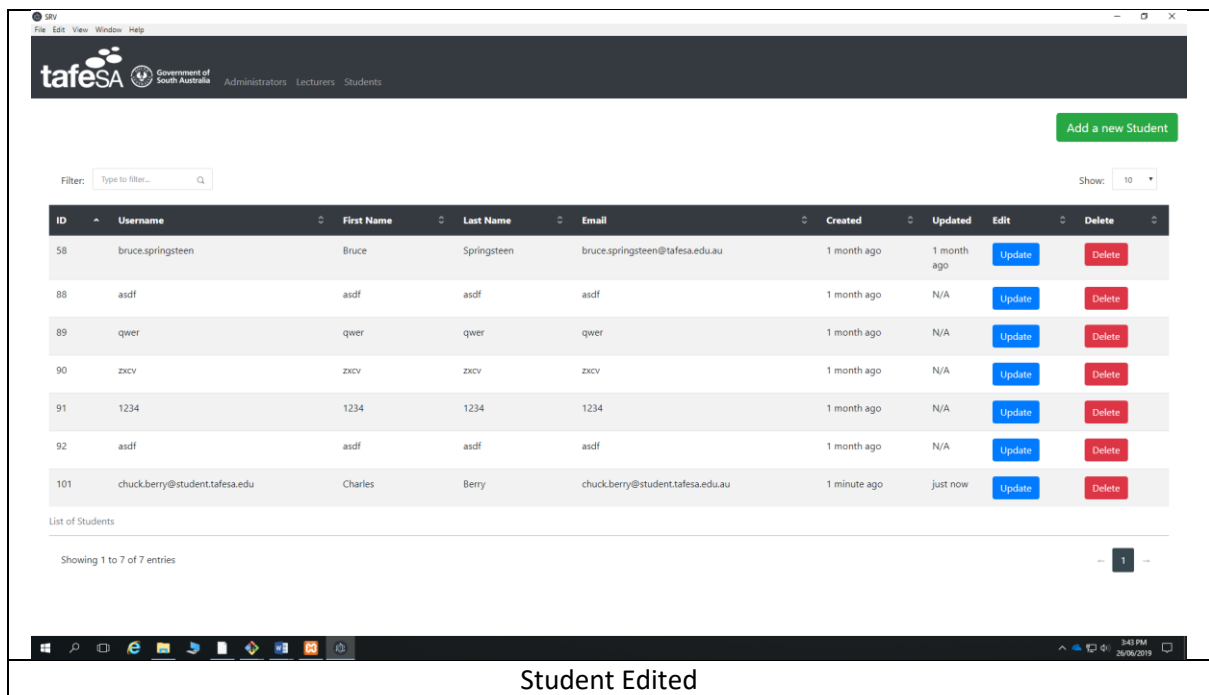 SRV
File Edit View Window Help
tafeSA Government of South Australia Administrators Lecturers Students
Add a new Student
Filter: Type to filter... Show: 10
ID Username First Name Last Name Email Created Updated Edit Delete
58 bruce.springsteen Bruce Springsteen bruce.springsteen@tafesa.edu.au 1 month ago 1 month ago Update Delete
88 asdf asdf asdf asdf 1 month ago N/A Update Delete
89 qwer qwer qwer qwer 1 month ago N/A Update Delete
90 zxcv zxcv zxcv zxcv 1 month ago N/A Update Delete
91 1234 1234 1234 1234 1 month ago N/A Update Delete
92 asdf asdf asdf asdf 1 month ago N/A Update Delete
101 chuck.berry@student.tafesa.edu Charles Berry chuck.berry@student.tafesa.edu.au 1 minute ago just now Update Delete
List of Students
Showing 1 to 7 of 7 entries ← 1 →
3:43 PM
26/06/2019
Student Edited